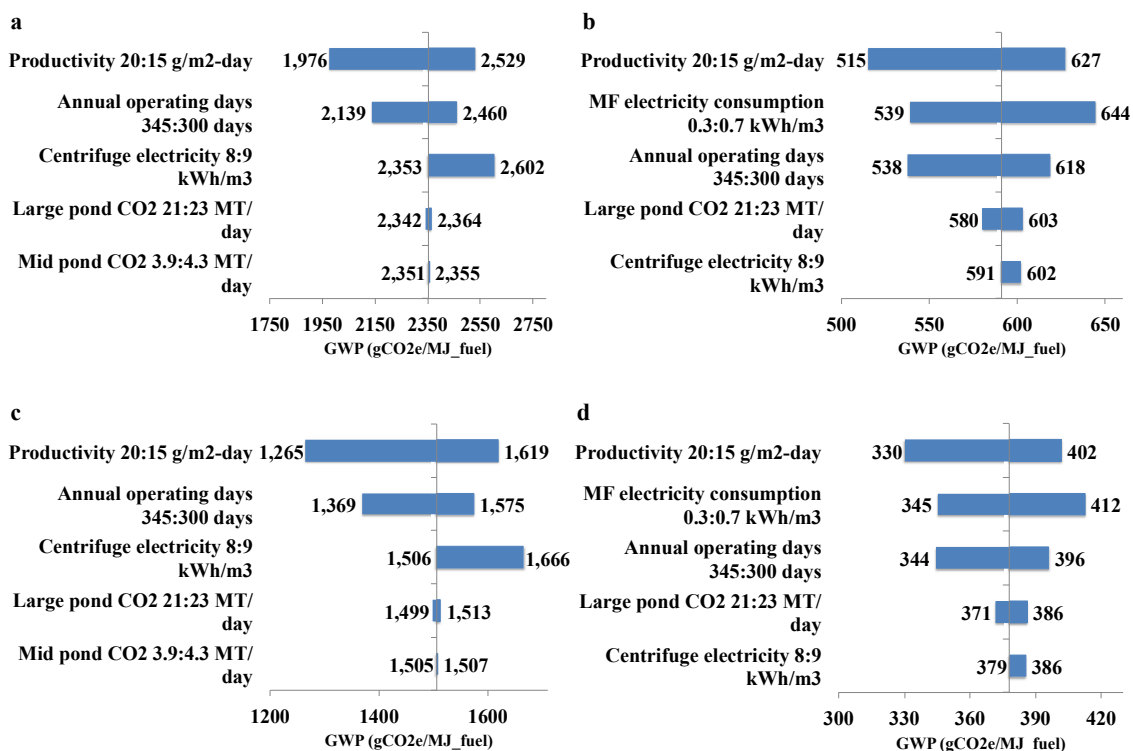 a
Productivity 20:15 g/m2-day
1,976
2,529
Annual operating days
345:300 days
2,139
2,460
Centrifuge electricity 8:9
kWh/m3
2,353
2,602
Large pond CO2 21:23 MT/
day
2,342
2,364
Mid pond CO2 3.9:4.3 MT/
day
2,351
2,355
1750 1950 2150 2350 2550 2750
GWP (gCO2e/MJ_fuel)
b
Productivity 20:15 g/m2-day
515
627
MF electricity consumption
0.3:0.7 kWh/m3
539
644
Annual operating days
345:300 days
538
618
Large pond CO2 21:23 MT/
day
580
603
Centrifuge electricity 8:9
kWh/m3
591
602
500 550 600 650
GWP (gCO2e/MJ_fuel)
c
Productivity 20:15 g/m2-day
1,265
1,619
Annual operating days
345:300 days
1,369
1,575
Centrifuge electricity 8:9
kWh/m3
1,506
1,666
Large pond CO2 21:23 MT/
day
1,499
1,513
Mid pond CO2 3.9:4.3 MT/
day
1,505
1,507
1200 1400 1600
GWP (gCO2e/MJ_fuel)
d
Productivity 20:15 g/m2-day
330
402
MF electricity consumption
0.3:0.7 kWh/m3
345
412
Annual operating days
345:300 days
344
396
Large pond CO2 21:23 MT/
day
371
386
Centrifuge electricity 8:9
kWh/m3
379
386
300 330 360 390 420
GWP (gCO2e/MJ_fuel)